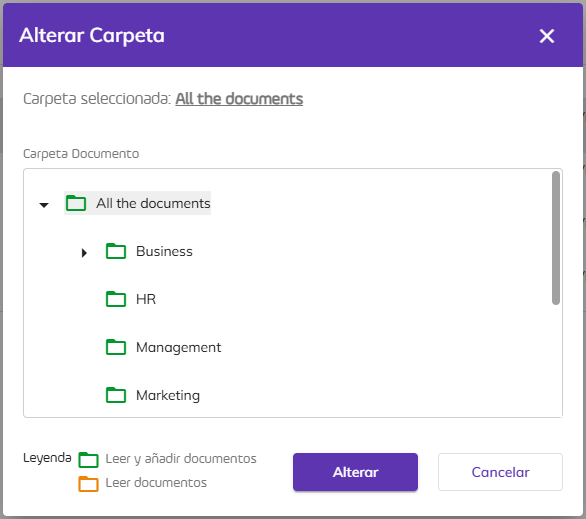 Alterar Carpeta
Carpeta seleccionada: All the documents
Carpeta Documento
All the documents
Business
HR
Management
Marketing
Leyenda
Leer y añadir documentos
Leer documentos
Alterar
Cancelar